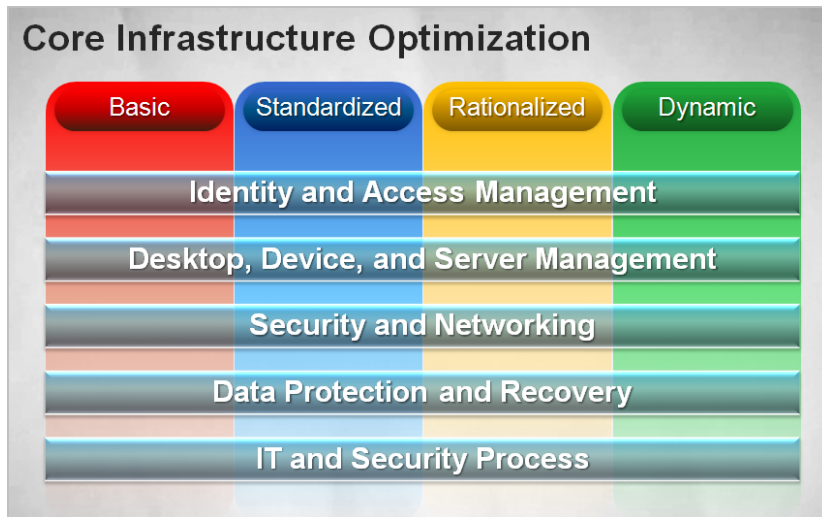 Core Infrastructure Optimization
Basic
Standardized
Rationalized
Dynamic
Identity and Access Management
Desktop, Device, and Server Management
Security and Networking
Data Protection and Recovery
IT and Security Process